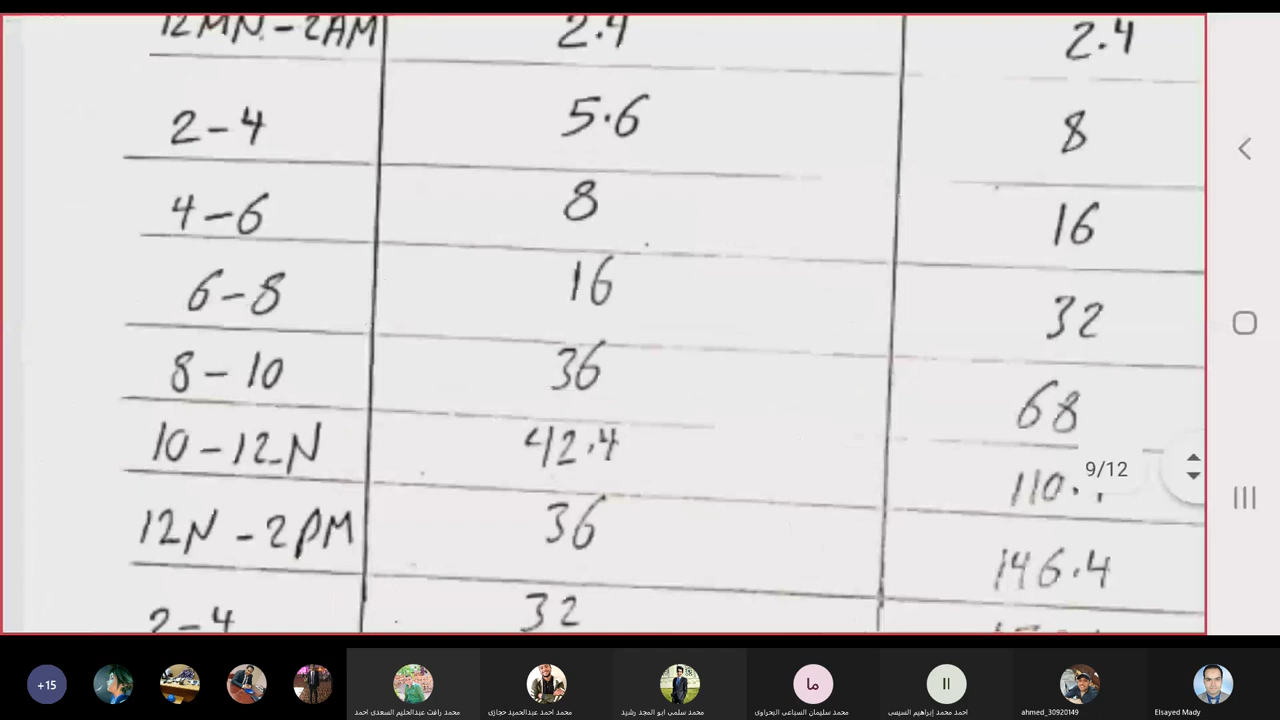 12MN - 2AM 2.4 2.4
2-4 5.6 8
4-6 8 16
6-8 16 32
8-10 36 68
10-12N 42.4 110.
12N - 2PM 36 146.4
2-4 32
9/12
+15
محمد رافت عبدالحليم السعدى احمد
محمد احمد عبدالحميد حجازى
محمد سلمى ابو المجد رشيد
ما
محمد سليمان السباعى البحراوى
اا
احمد محمد إبراهيم السيسى
ahmed_30920149
Elsayed Mady